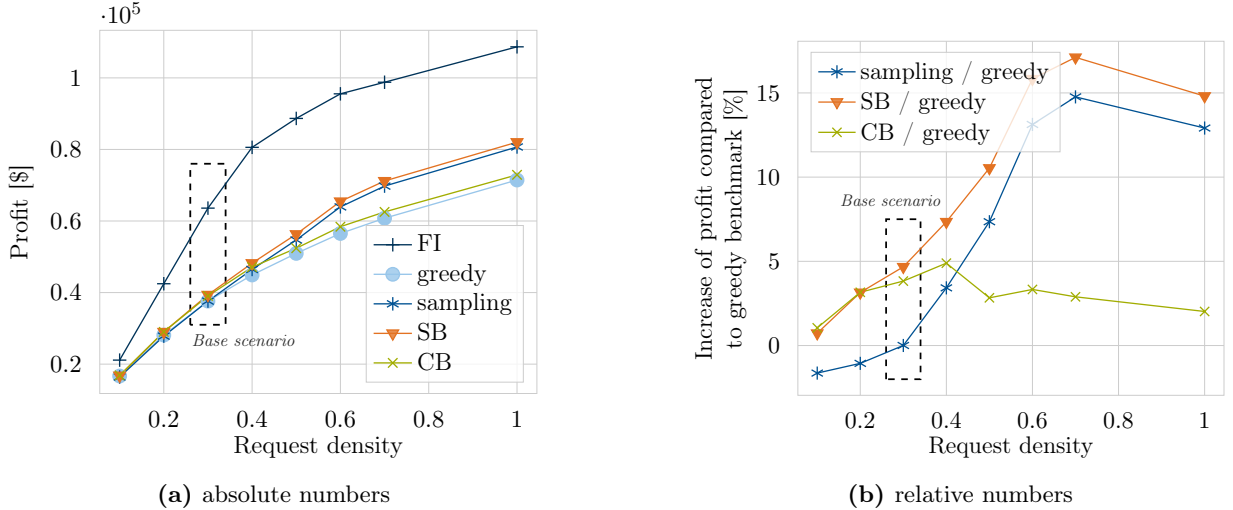 ·10⁵
1
0.8
0.6
0.4
0.2
0.2
0.4
0.6
0.8
1
Profit [$]
Request density
Base scenario
FI
greedy
sampling
SB
CB
(a) absolute numbers
15
10
5
0
0.2
0.4
0.6
0.8
1
Increase of profit compared
to greedy benchmark [%]
Request density
sampling / greedy
SB / greedy
CB / greedy
Base scenario
(b) relative numbers